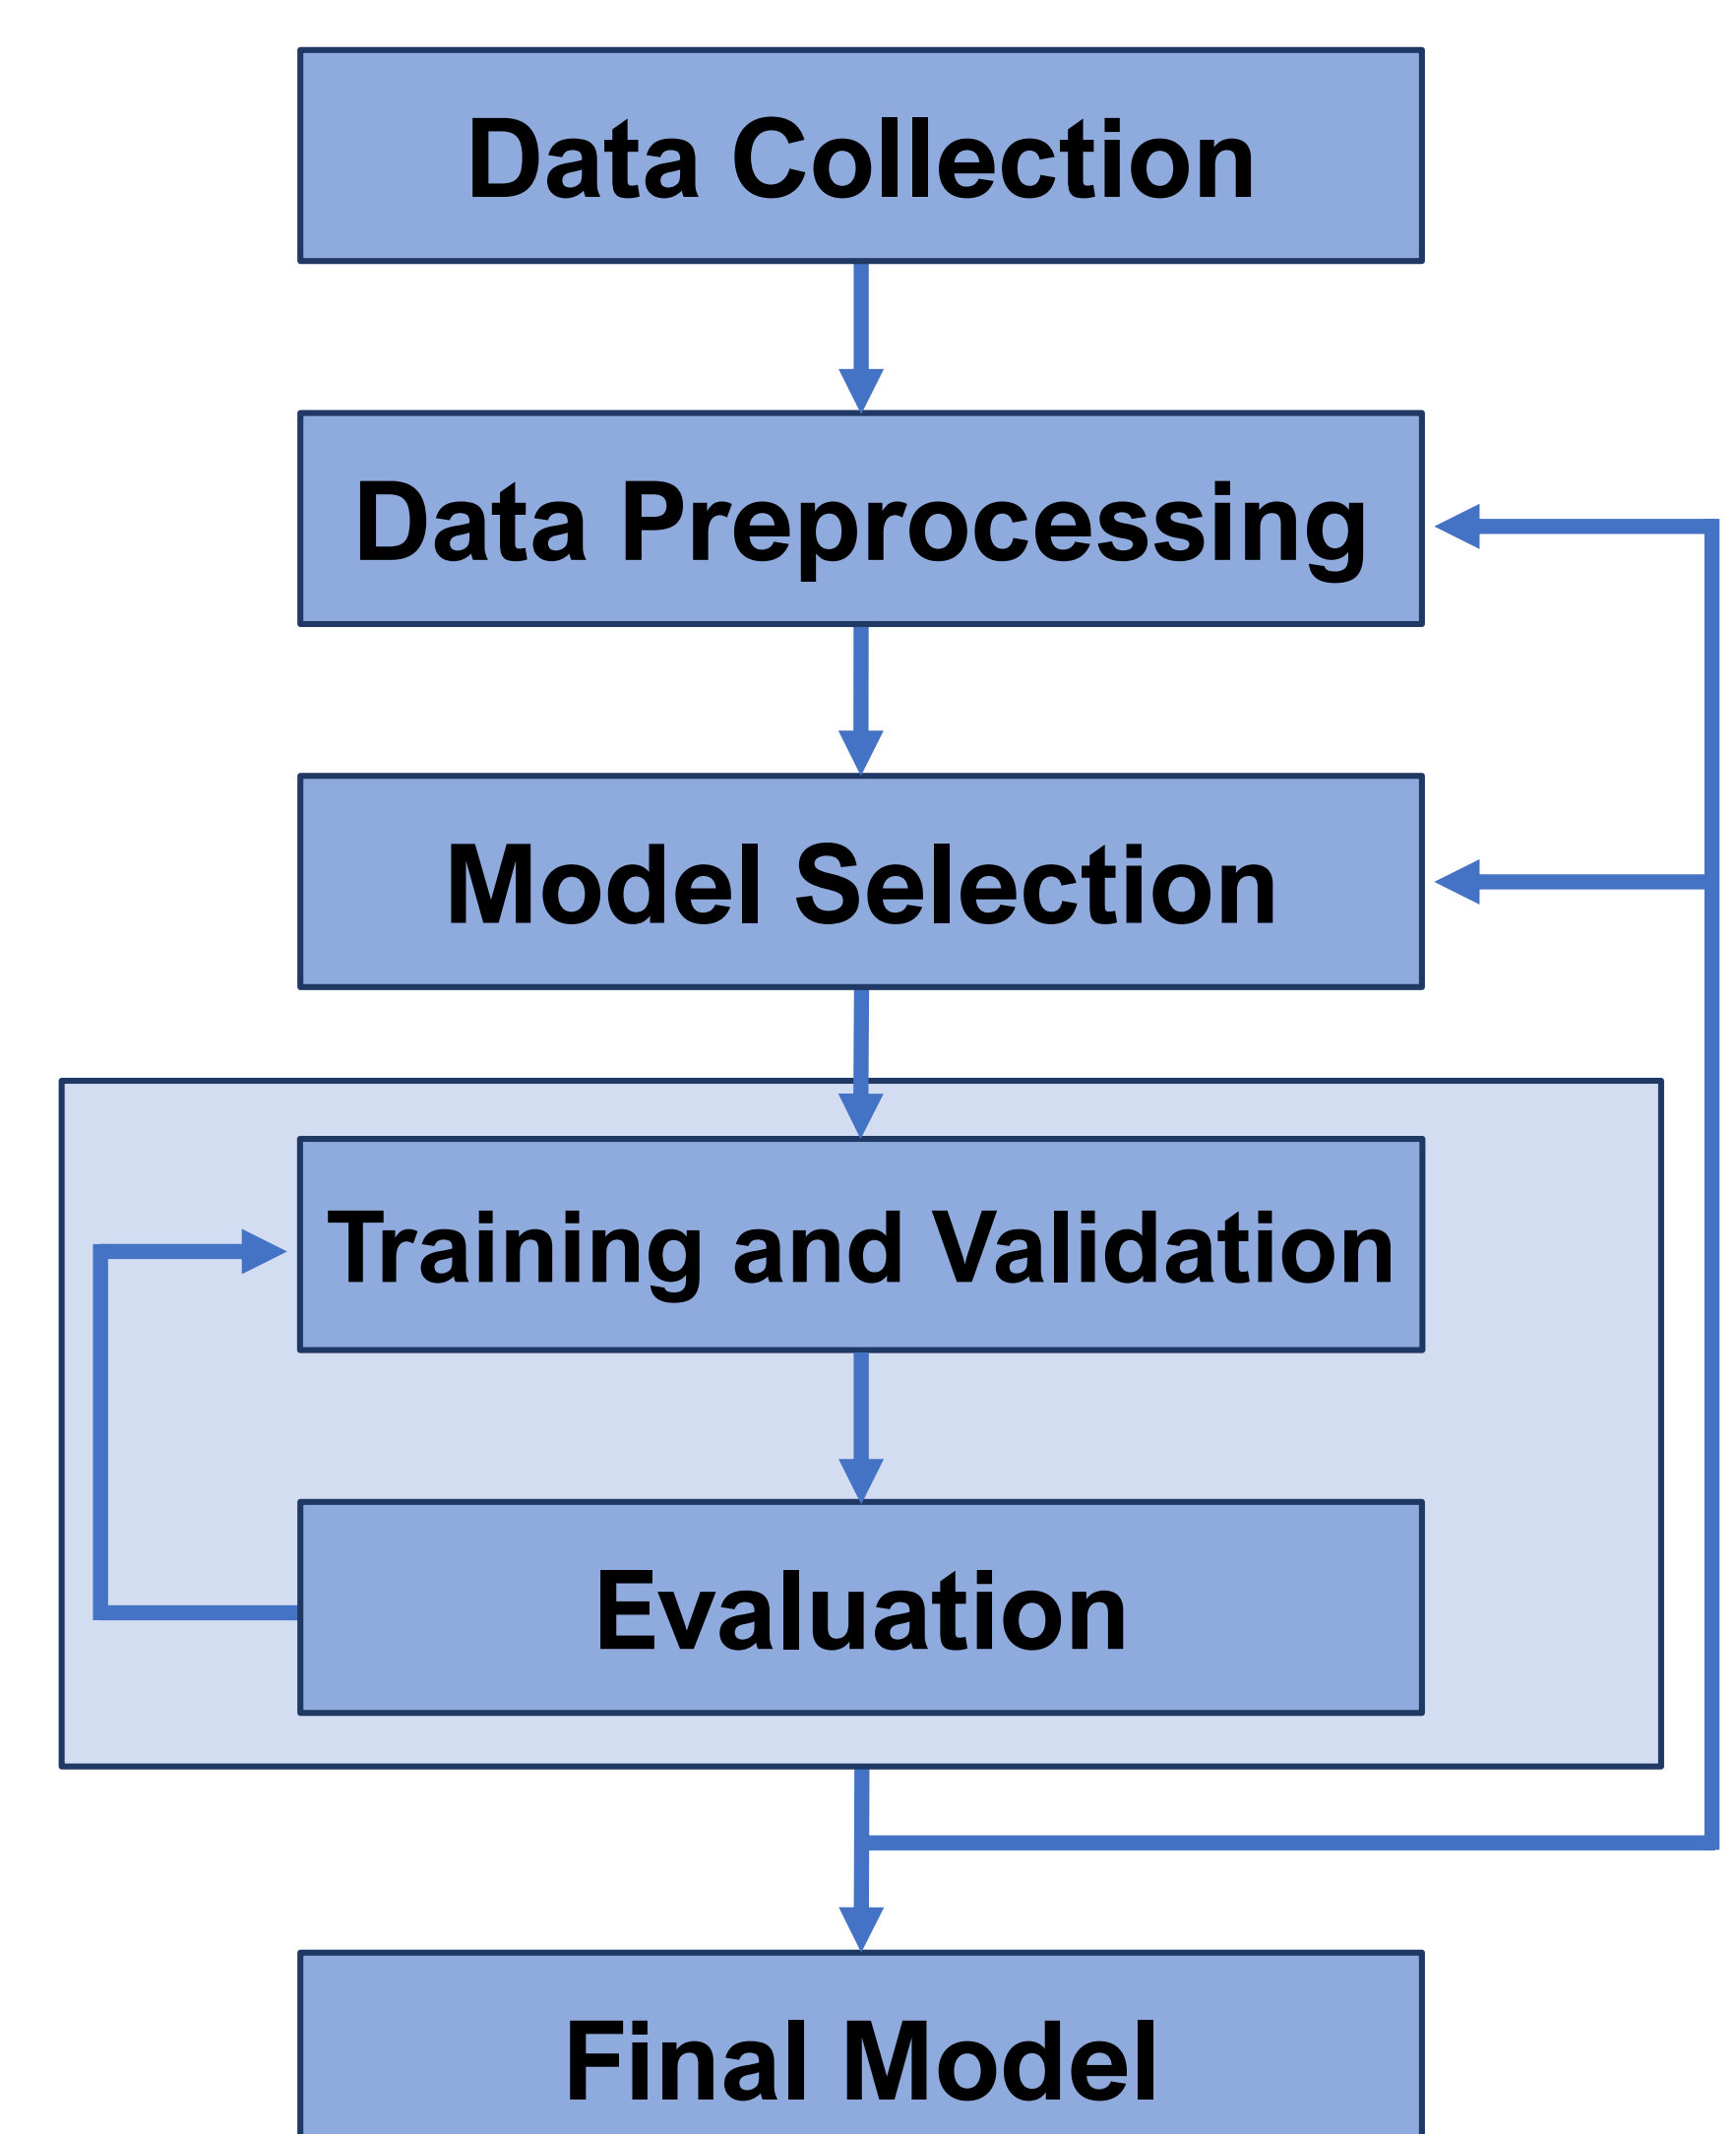 Data Collection
Data Preprocessing
Model Selection
Training and Validation
Evaluation
Final Model